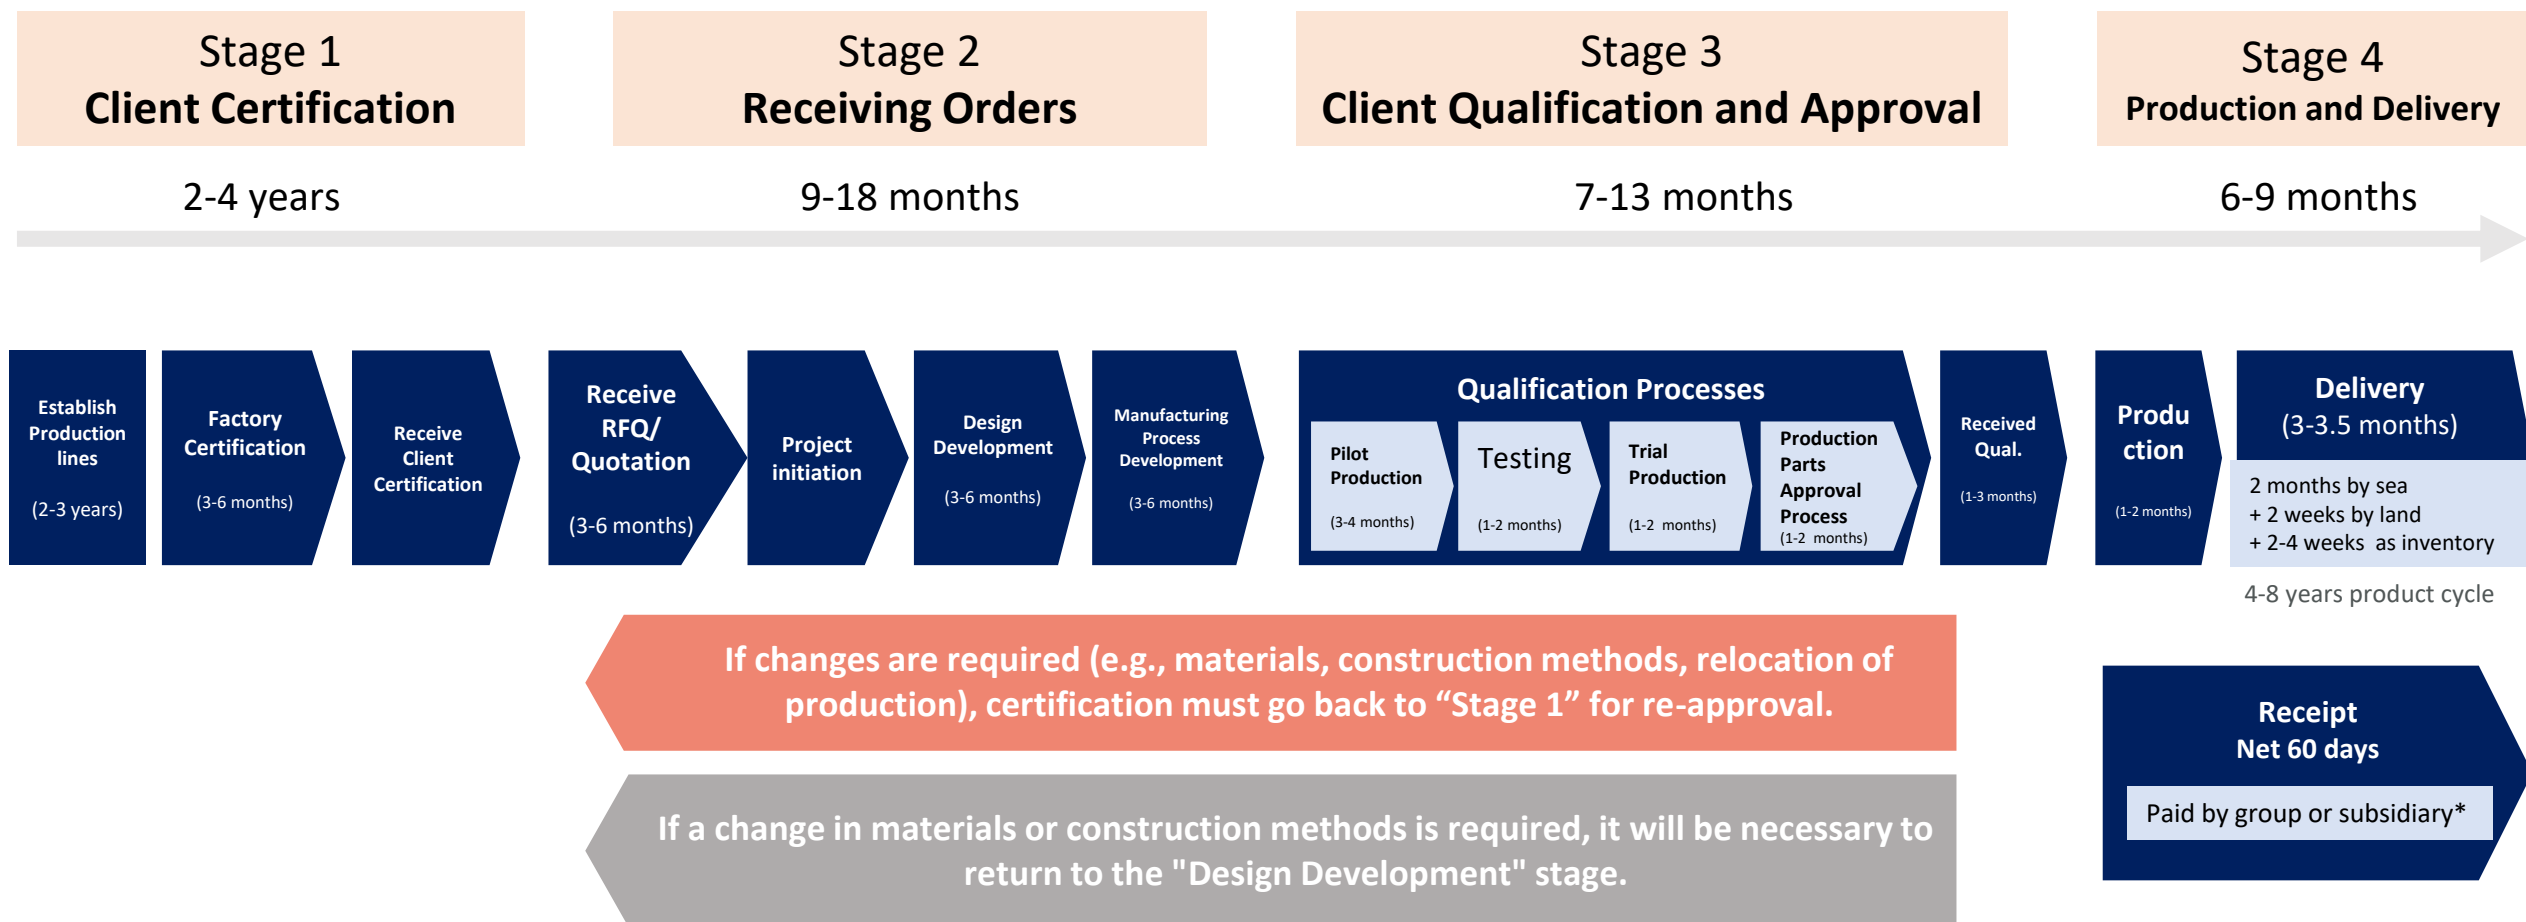 Stage 1
Client Certification
Stage 2
Receiving Orders
Stage 3
Client Qualification and Approval
Stage 4
Production and Delivery
2-4 years
9-18 months
7-13 months
6-9 months
Establish
Production
lines
(2-3 years)
Factory
Certification
(3-6 months)
Receive
Client
Certification
Receive
RFQ/
Quotation
(3-6 months)
Project
initiation
Design
Development
(3-6 months)
Manufacturing
Process
Development
(3-6 months)
Qualification Processes
Pilot
Production
(3-4 months)
Testing
(1-2 months)
Trial
Production
(1-2 months)
Production
Parts
Approval
Process
(1-2 months)
Received
Qual.
(1-3 months)
Produ
ction
(1-2 months)
Delivery
(3-3.5 months)
2 months by sea
+ 2 weeks by land
+ 2-4 weeks as inventory
4-8 years product cycle
If changes are required (e.g., materials, construction methods, relocation of
production), certification must go back to “Stage 1” for re-approval.
If a change in materials or construction methods is required, it will be necessary to
return to the "Design Development" stage.
Receipt
Net 60 days
Paid by group or subsidiary*